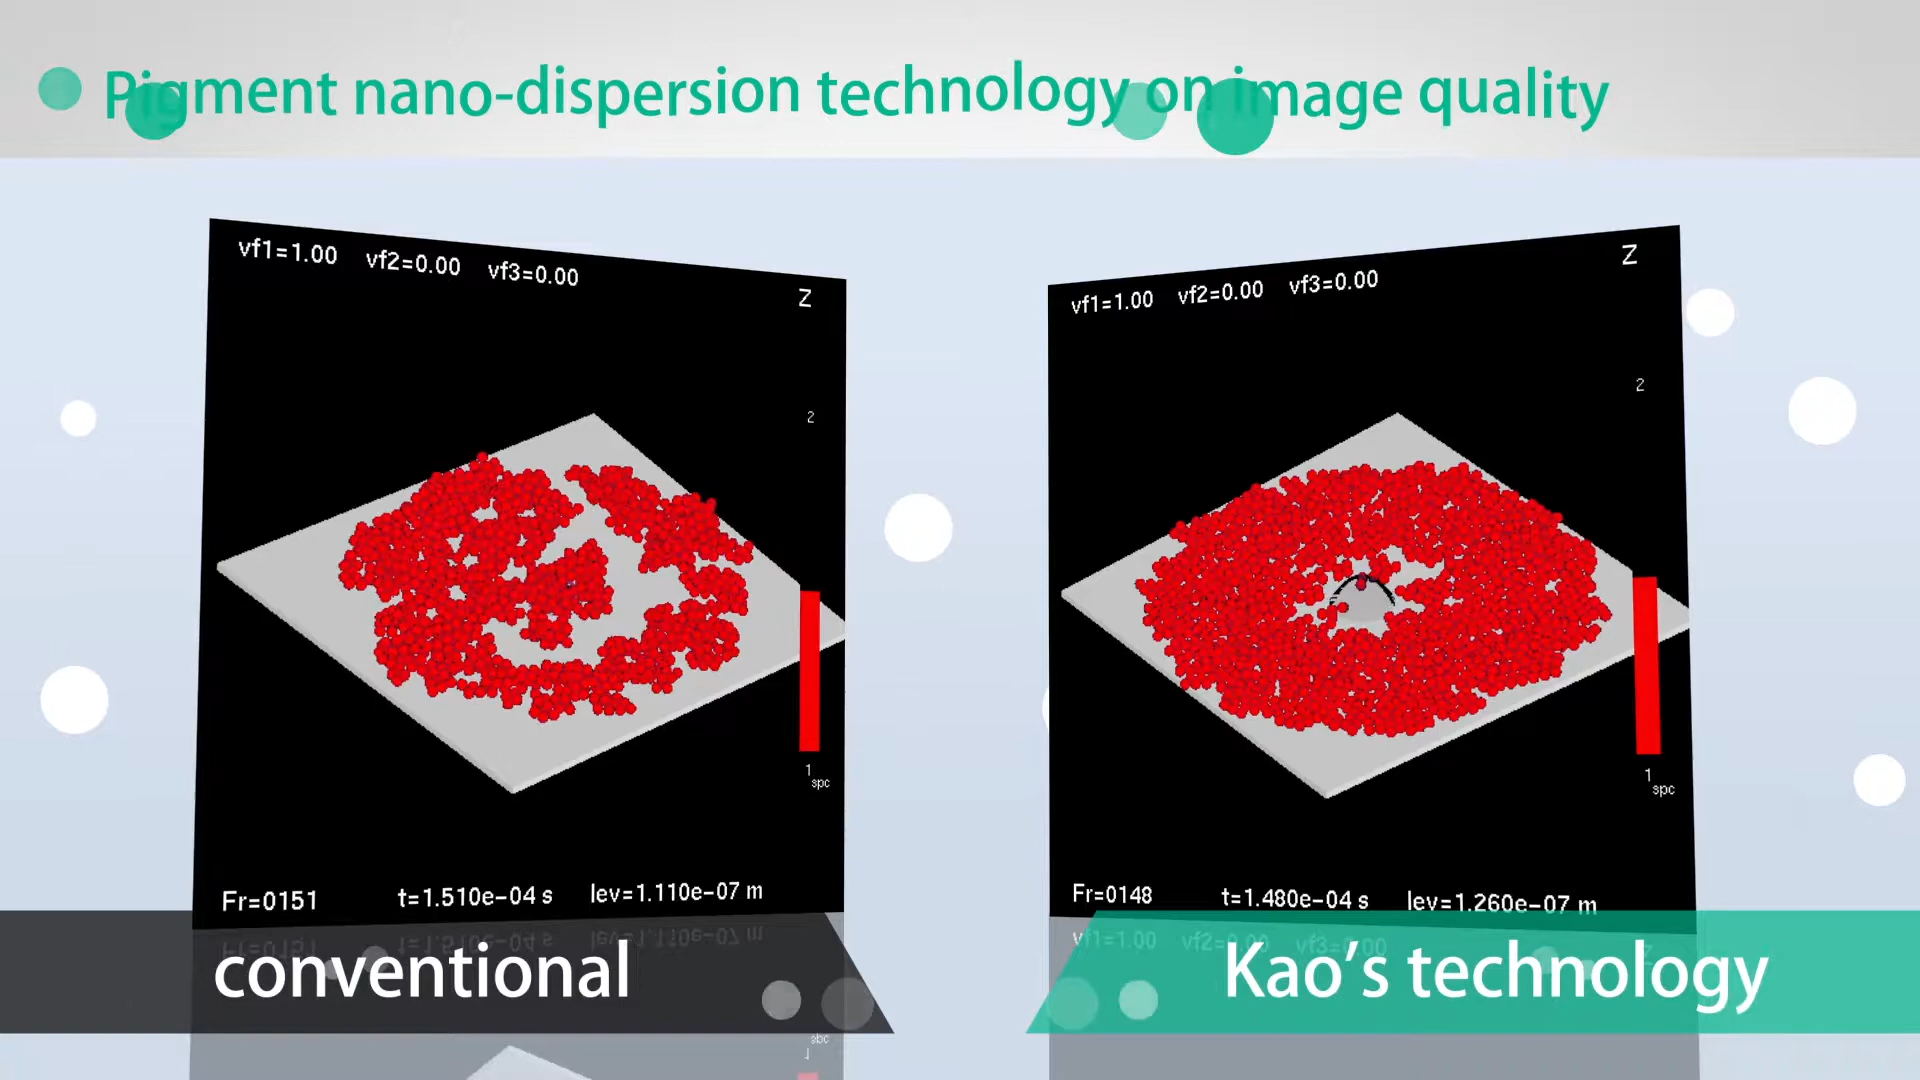 Pigment nano-dispersion technology on image quality
vf1=1.00 vf2=0.00 vf3=0.00
Z
2
1
spc
Fr=0151 t=1.510e-04 s lev=1.110e-07 m
conventional
vf1=1.00 vf2=0.00 vf3=0.00
Z
2
1
spc
Fr=0148 t=1.480e-04 s lev=1.260e-07 m
Kao's technology